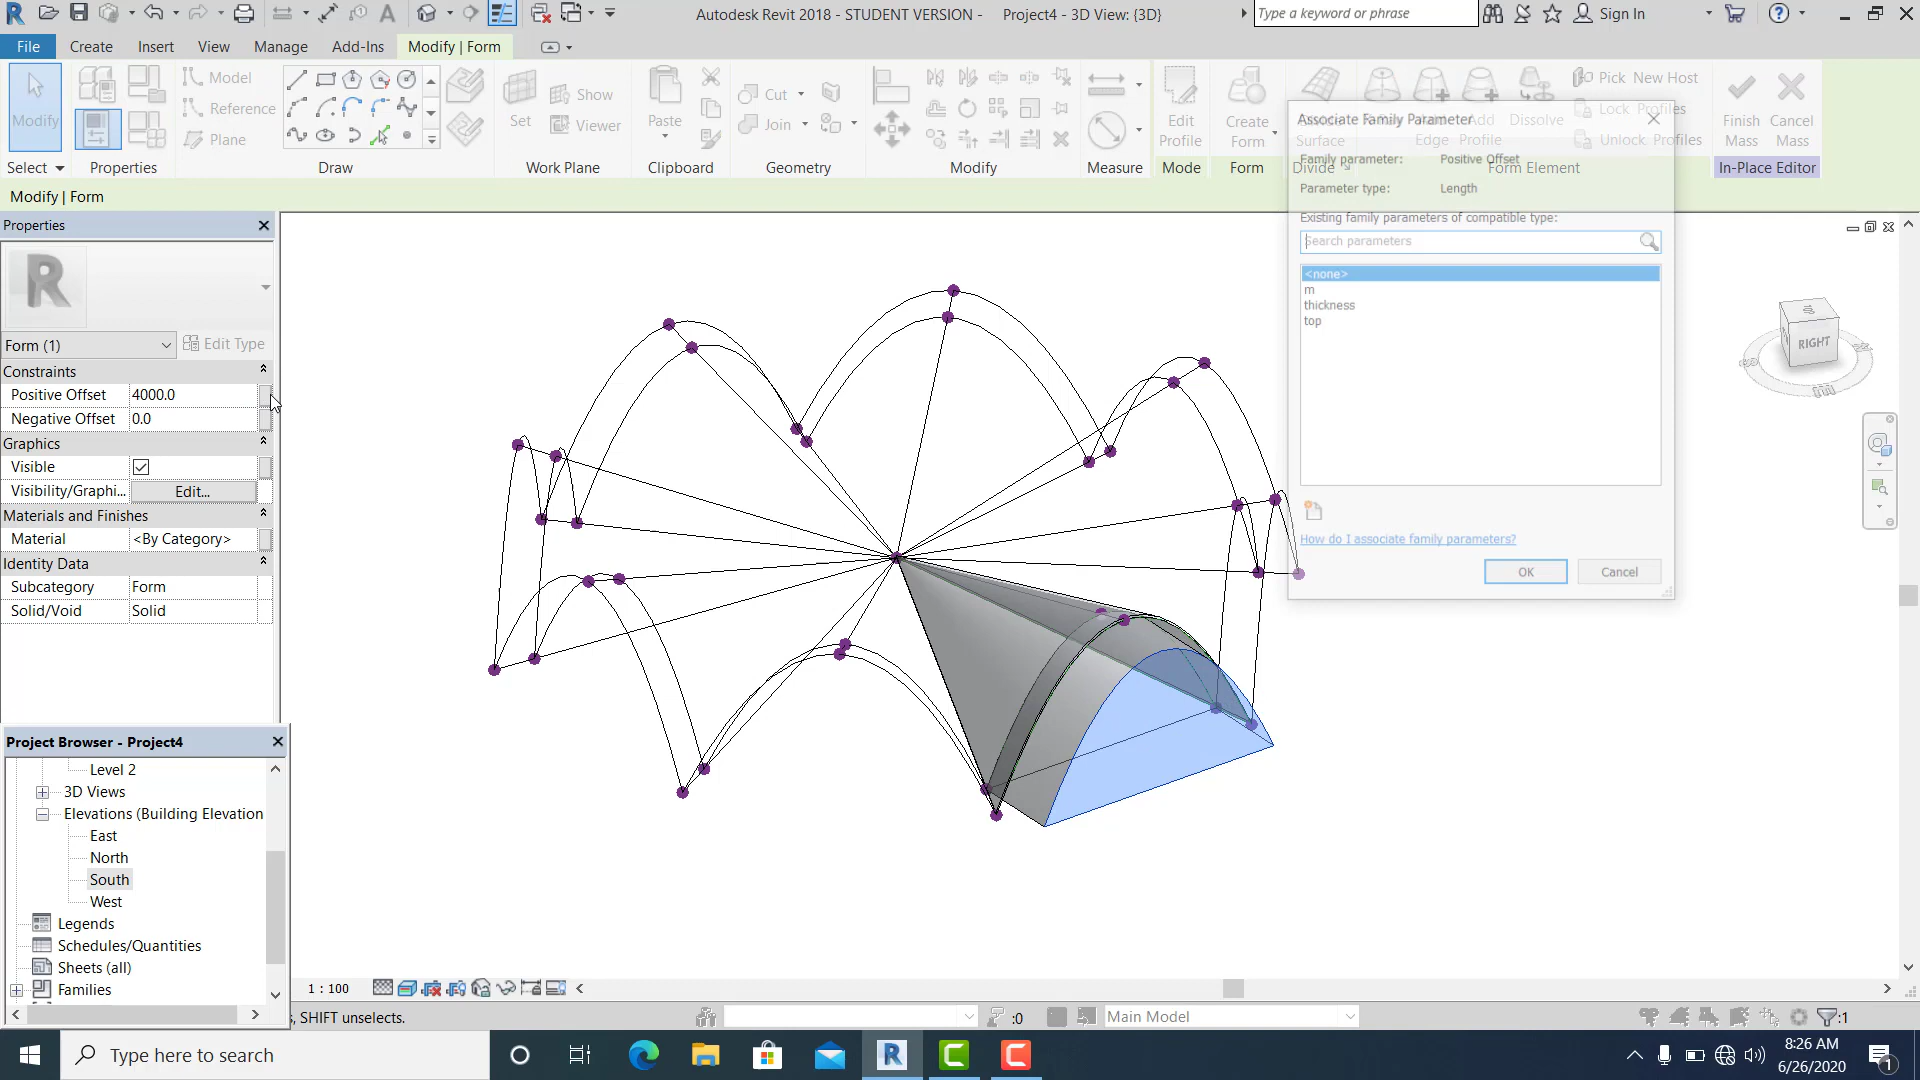 Autodesk Revit 2018 - STUDENT VERSION - Project4 - 3D View: {3D}
Type a keyword or phrase
Sign In
File Create Insert View Manage Add-Ins Modify | Form
Modify
Model
Reference
Plane
Set
Show
Viewer
Paste
Cut
Join
Edit Profile
Create Form
Surface
Edge
Profile
Dissolve
Pick New Host
Lock Profiles
Unlock Profiles
Finish Mass
Cancel Mass
Select Properties Draw Work Plane Clipboard Geometry Modify Measure Mode Form Divide Form Element In-Place Editor
Modify | Form
Properties
Form (1)
Edit Type
Constraints
Positive Offset 4000.0
Negative Offset 0.0
Graphics
Visible
Visibility/Graphi... Edit...
Materials and Finishes
Material <By Category>
Identity Data
Subcategory Form
Solid/Void Solid
Associate Family Parameter
Family parameter: Positive Offset
Parameter type: Length
Existing family parameters of compatible type:
Search parameters
<none>
m
thickness
top
How do I associate family parameters?
OK Cancel
RIGHT
Project Browser - Project4
Level 2
3D Views
Elevations (Building Elevation
East
North
South
West
Legends
Schedules/Quantities
Sheets (all)
Families
1 : 100
s, SHIFT unselects.
:0
Main Model
:1
Type here to search
8:26 AM
6/26/2020
1